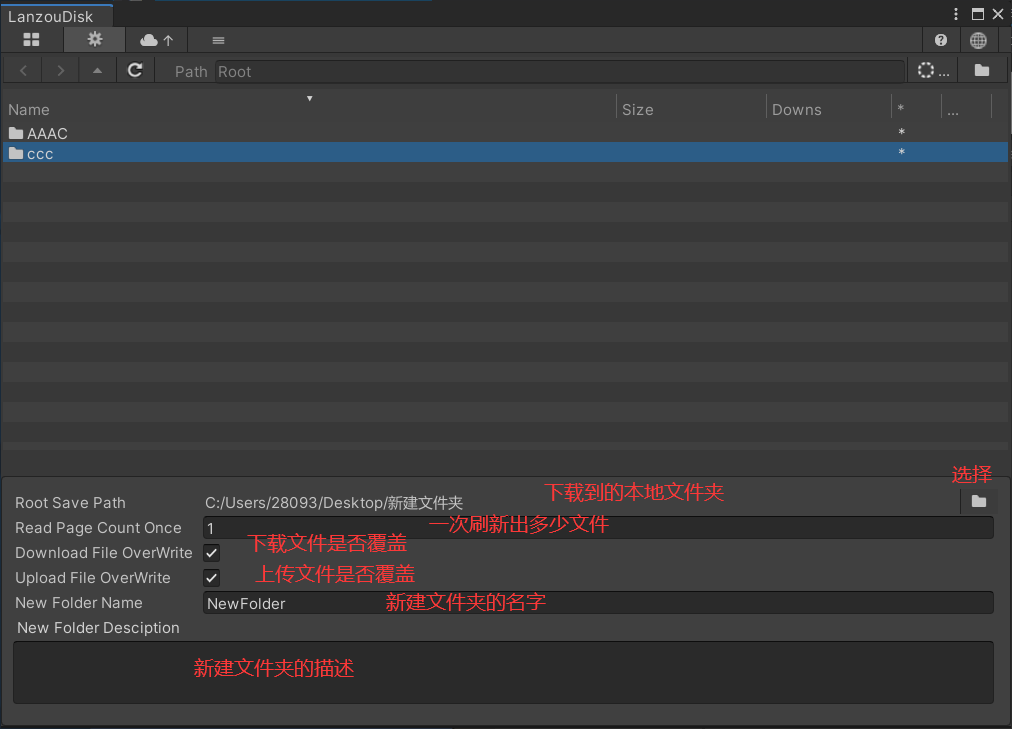 LanzouDisk
Path Root
...
Name Size Downs * ...
AAAC *
ccc *
选择
Root Save Path C:/Users/28093/Desktop/新建文件夹 下载到的本地文件夹
Read Page Count Once 1 一次刷新出多少文件
Download File OverWrite 下载文件是否覆盖
Upload File OverWrite 上传文件是否覆盖
New Folder Name NewFolder 新建文件夹的名字
New Folder Desciption
新建文件夹的描述